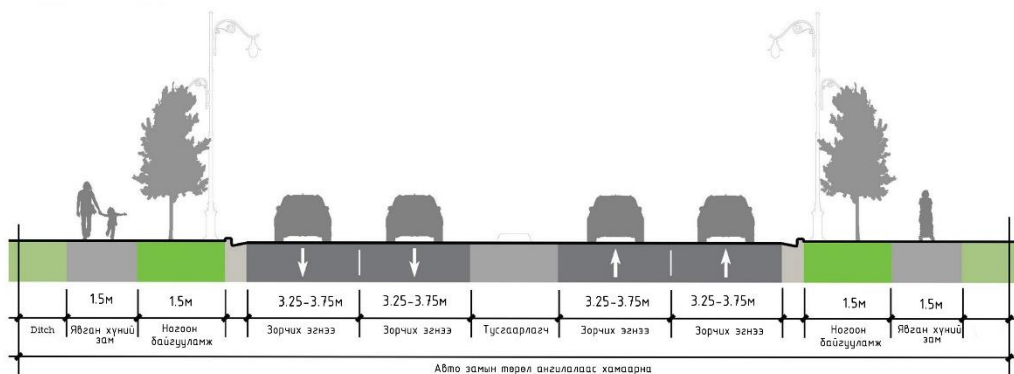 1.5м 1.5м 3.25-3.75м 3.25-3.75м 3.25-3.75м 3.25-3.75м 1.5м 1.5м
Ditch Явган хүний зам Ногоон байгууламж Зорчих эгнээ Зорчих эгнээ Тусгаарлагч Зорчих эгнээ Зорчих эгнээ Ногоон байгууламж Явган хүний зам
Авто замын төрөл ангилалаас хамаарна